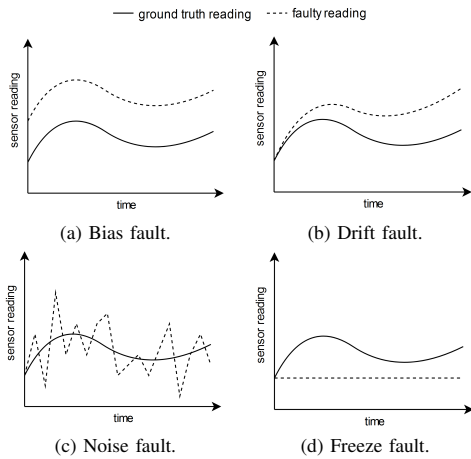 ground truth reading faulty reading
sensor reading
time
(a) Bias fault.
sensor reading
time
(b) Drift fault.
sensor reading
time
(c) Noise fault.
sensor reading
time
(d) Freeze fault.